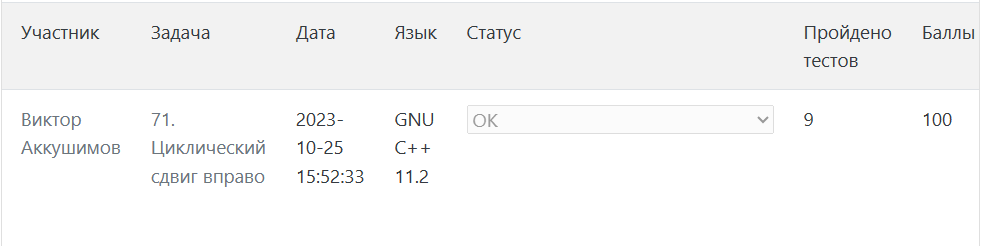 Участник Задача Дата Язык Статус Пройдено Баллы
тестов
Виктор 71. 2023- GNU OK 9 100
Аккушимов Циклический 10-25 C++
сдвиг вправо 15:52:33 11.2